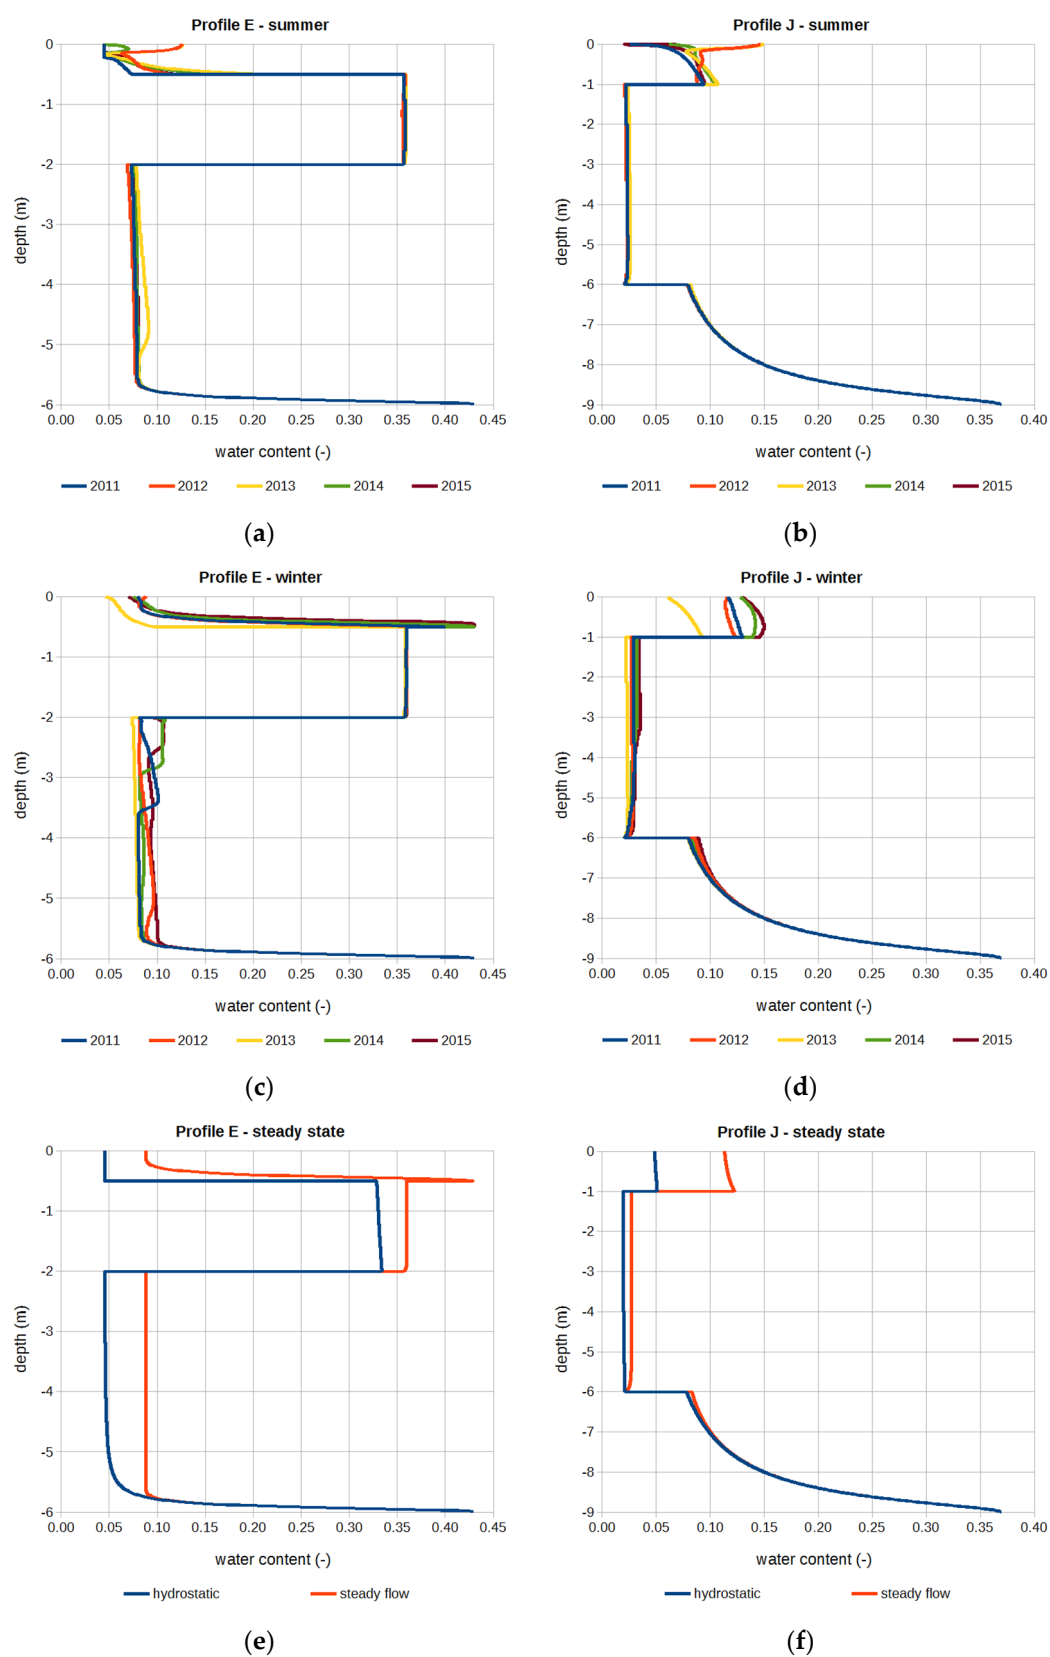 Profile E - summer
0
-1
-2
-3
-4
-5
-6
depth (m)
0.00 0.05 0.10 0.15 0.20 0.25 0.30 0.35 0.40 0.45
water content (-)
2011 2012 2013 2014 2015
(a)
Profile J - summer
0
-1
-2
-3
-4
-5
-6
-7
-8
-9
depth (m)
0.00 0.05 0.10 0.15 0.20 0.25 0.30 0.35 0.40
water content (-)
2011 2012 2013 2014 2015
(b)
Profile E - winter
0
-1
-2
-3
-4
-5
-6
depth (m)
0.00 0.05 0.10 0.15 0.20 0.25 0.30 0.35 0.40 0.45
water content (-)
2011 2012 2013 2014 2015
(c)
Profile J - winter
0
-1
-2
-3
-4
-5
-6
-7
-8
-9
depth (m)
0.00 0.05 0.10 0.15 0.20 0.25 0.30 0.35 0.40
water content (-)
2011 2012 2013 2014 2015
(d)
Profile E - steady state
0
-1
-2
-3
-4
-5
-6
depth (m)
0.00 0.05 0.10 0.15 0.20 0.25 0.30 0.35 0.40 0.45
water content (-)
hydrostatic steady flow
(e)
Profile J - steady state
0
-1
-2
-3
-4
-5
-6
-7
-8
-9
depth (m)
0.00 0.05 0.10 0.15 0.20 0.25 0.30 0.35 0.40
water content (-)
hydrostatic steady flow
(f)